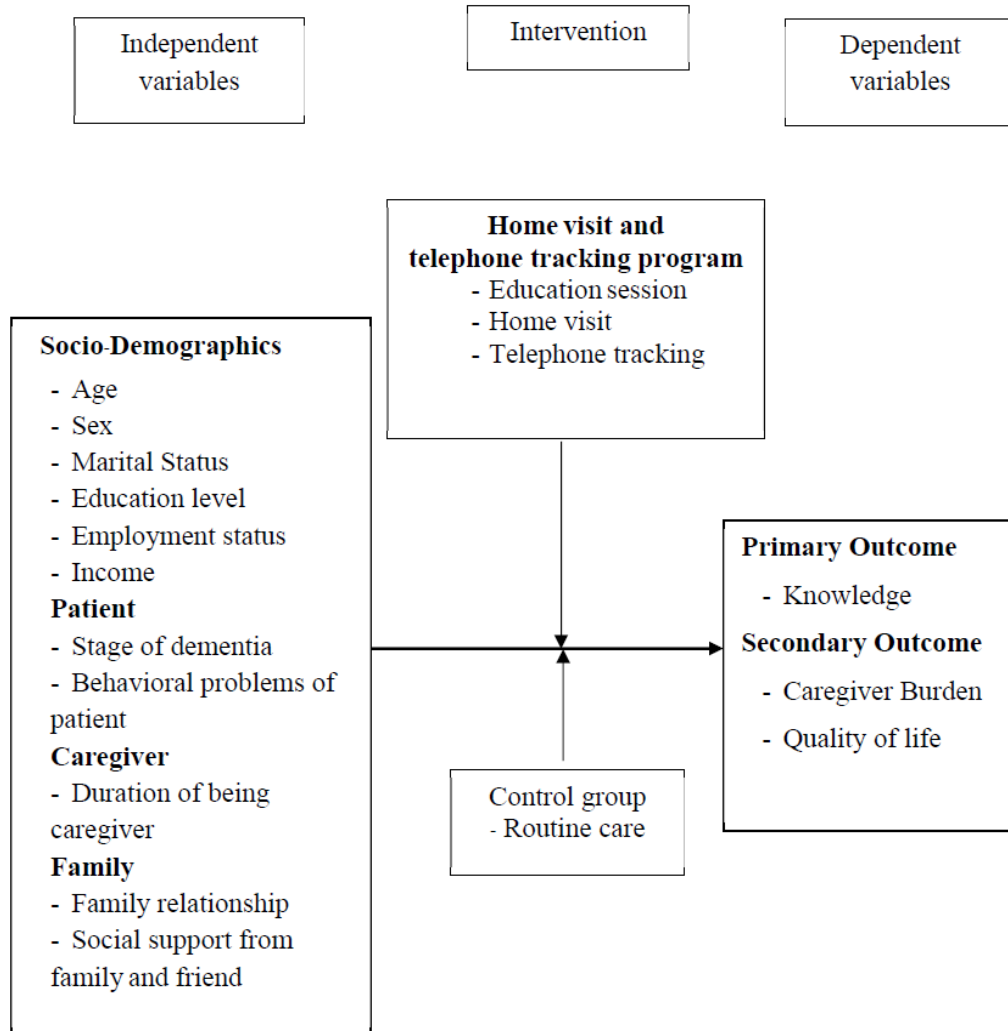 Independent
variables
Intervention
Dependent
variables
Home visit and
telephone tracking program
- Education session
- Home visit
- Telephone tracking
Socio-Demographics
- Age
- Sex
- Marital Status
- Education level
- Employment status
- Income
Patient
- Stage of dementia
- Behavioral problems of
patient
Caregiver
- Duration of being
caregiver
Family
- Family relationship
- Social support from
family and friend
Primary Outcome
- Knowledge
Secondary Outcome
- Caregiver Burden
- Quality of life
Control group
- Routine care